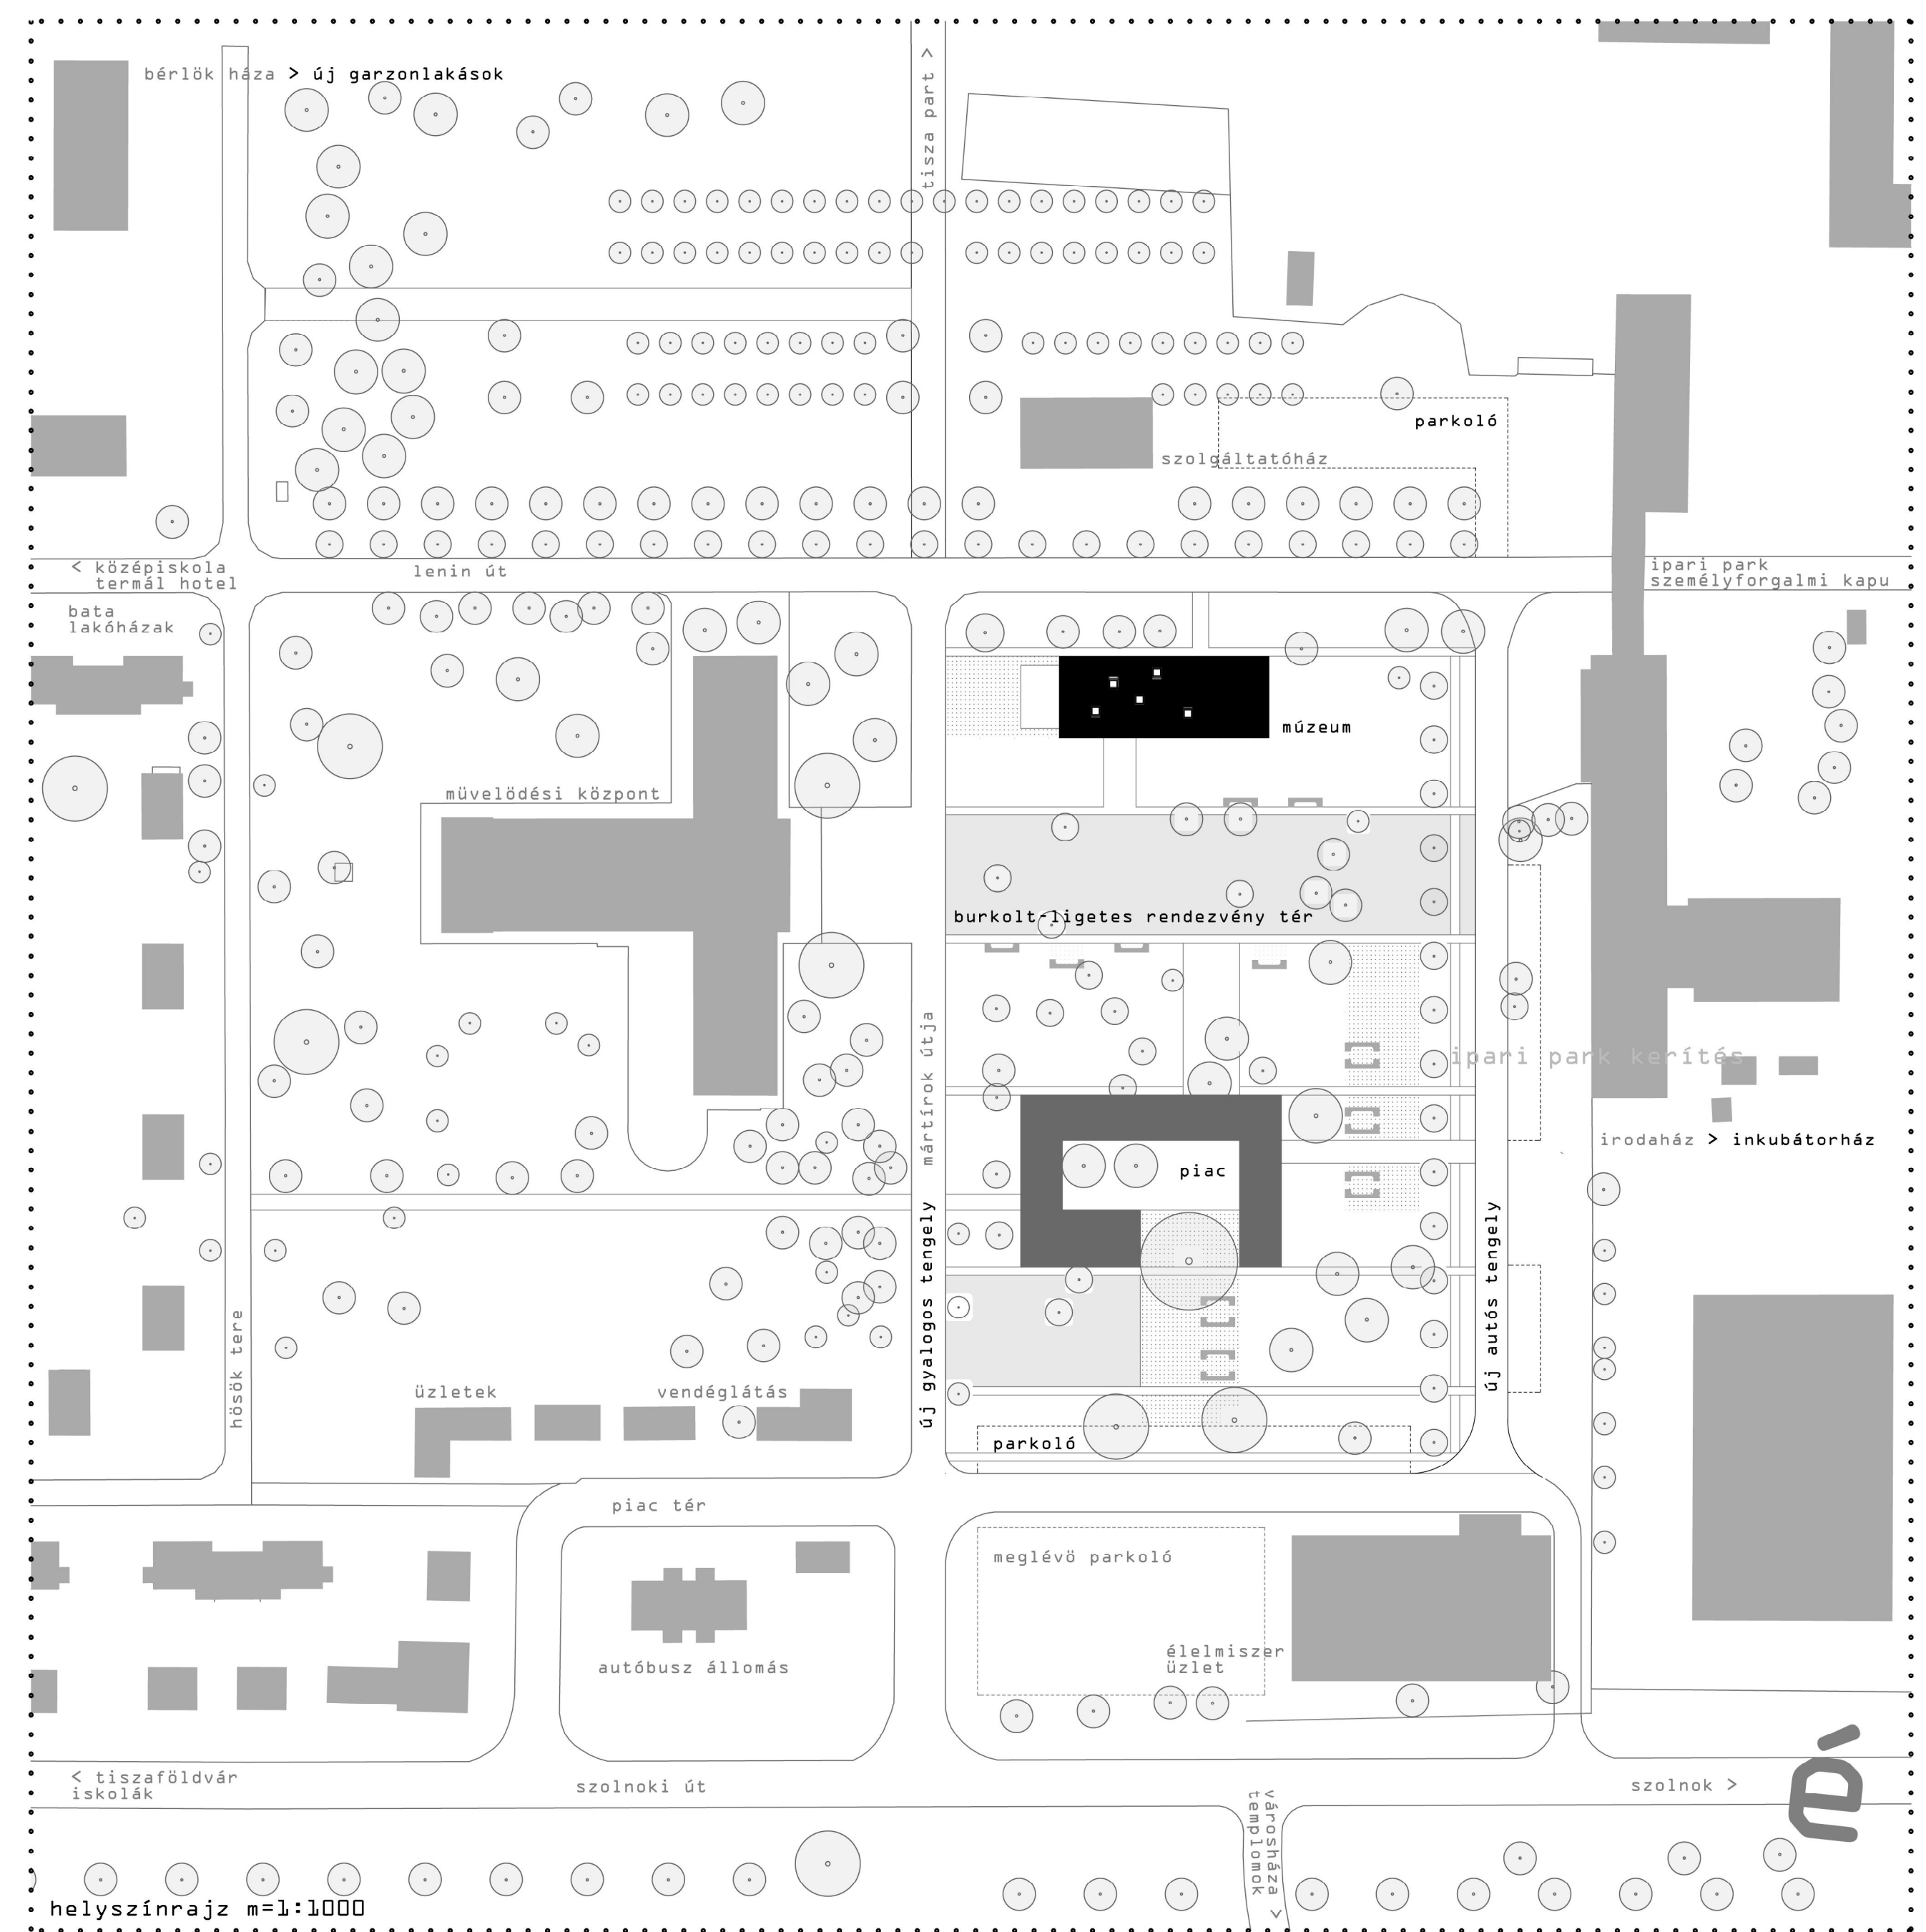 bérlök háza > új garzonlakások
tisza part >
parkoló
szolgáltatóház
< középiskola
termál hotel
lenin út
ipari park
személyforgalmi kapu
bata
lakóházak
múzeum
müvelödési központ
burkolt-ligetes rendezvény tér
mártírok útja
ipari park kerítés
irodaház > inkubátorház
piac
új gyalogos tengely
új autós tengely
hösök tere
üzletek
vendéglátás
parkoló
piac tér
meglévö parkoló
élelmiszer
üzlet
autóbusz állomás
< tiszaföldvár
iskolák
szolnoki út
szolnok >
városháza >
templomok
é
helyszínrajz m=1:1000